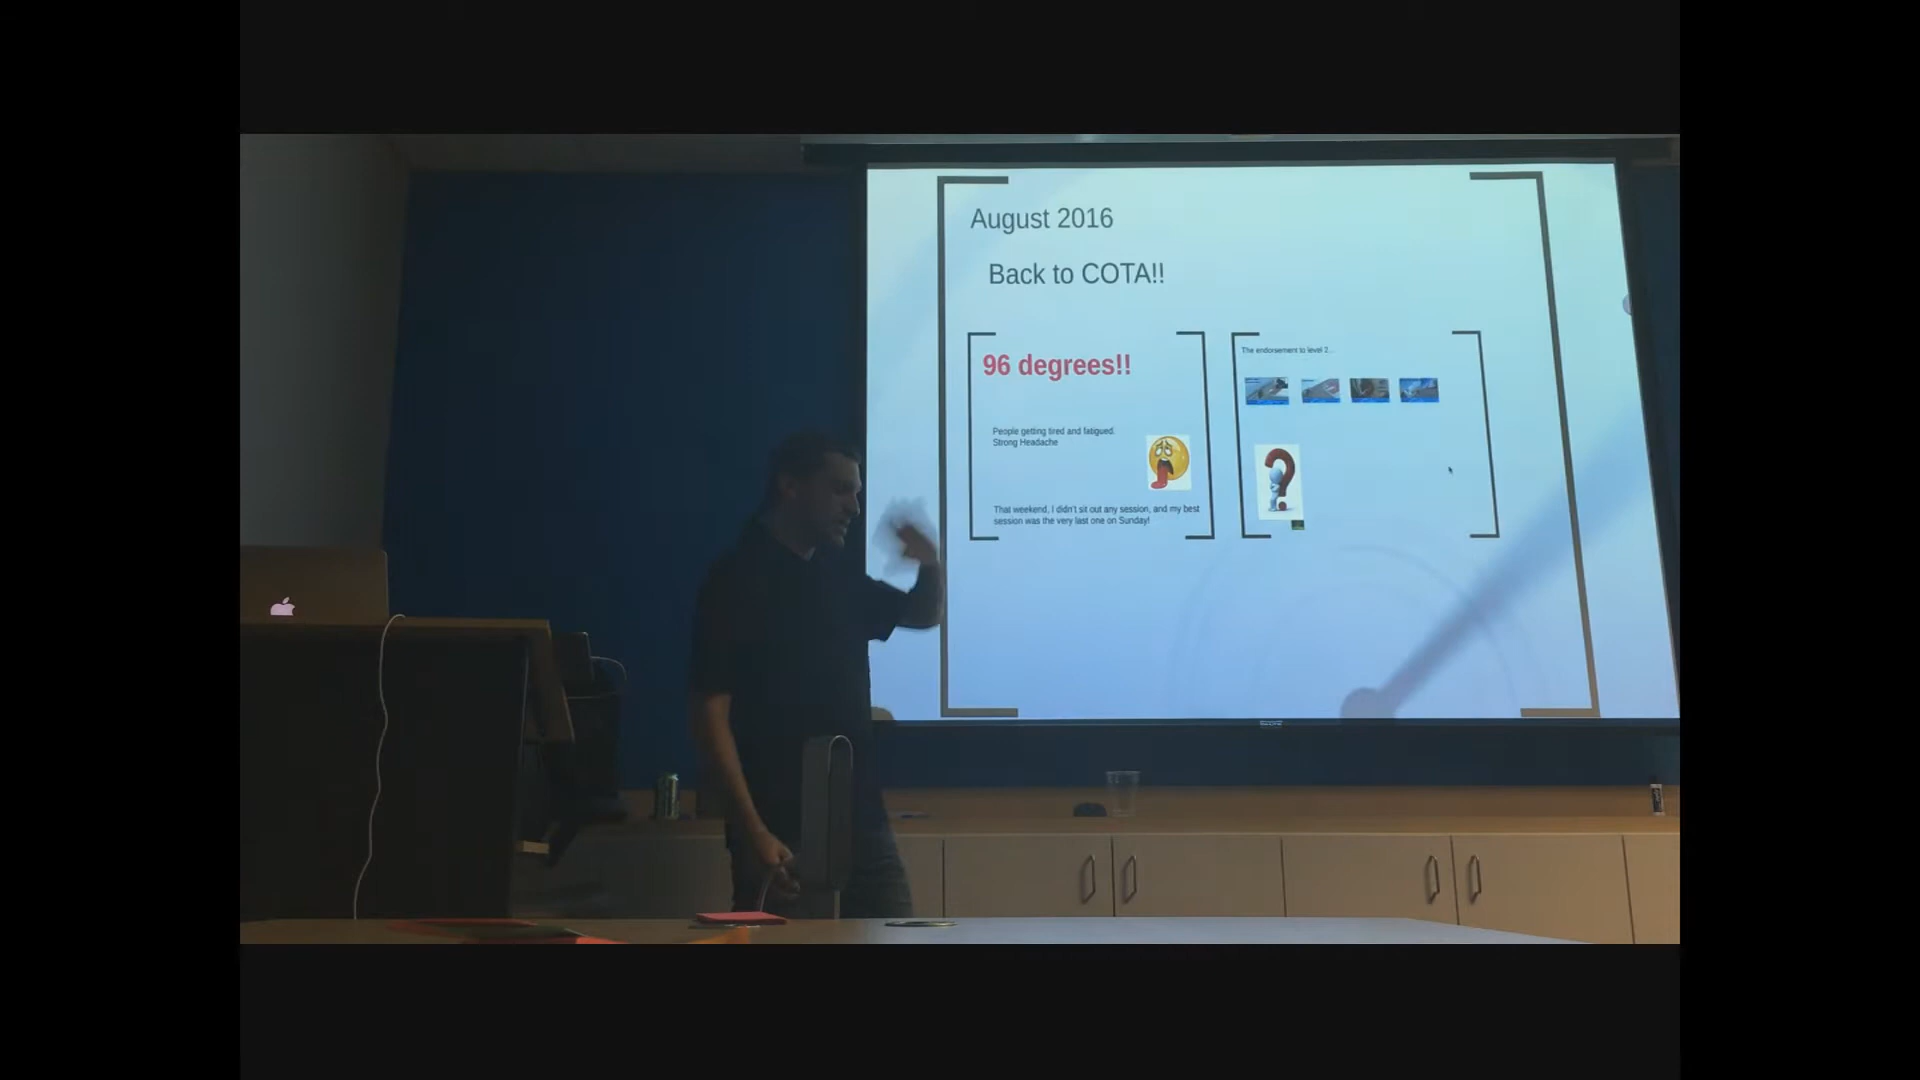 August 2016
Back to COTA!!
96 degrees!!
People getting tired and fatigued.
Strong Headache
That weekend, I didn't sit out any session, and my best
session was the very last one on Sunday!
The endorsement to level 2...